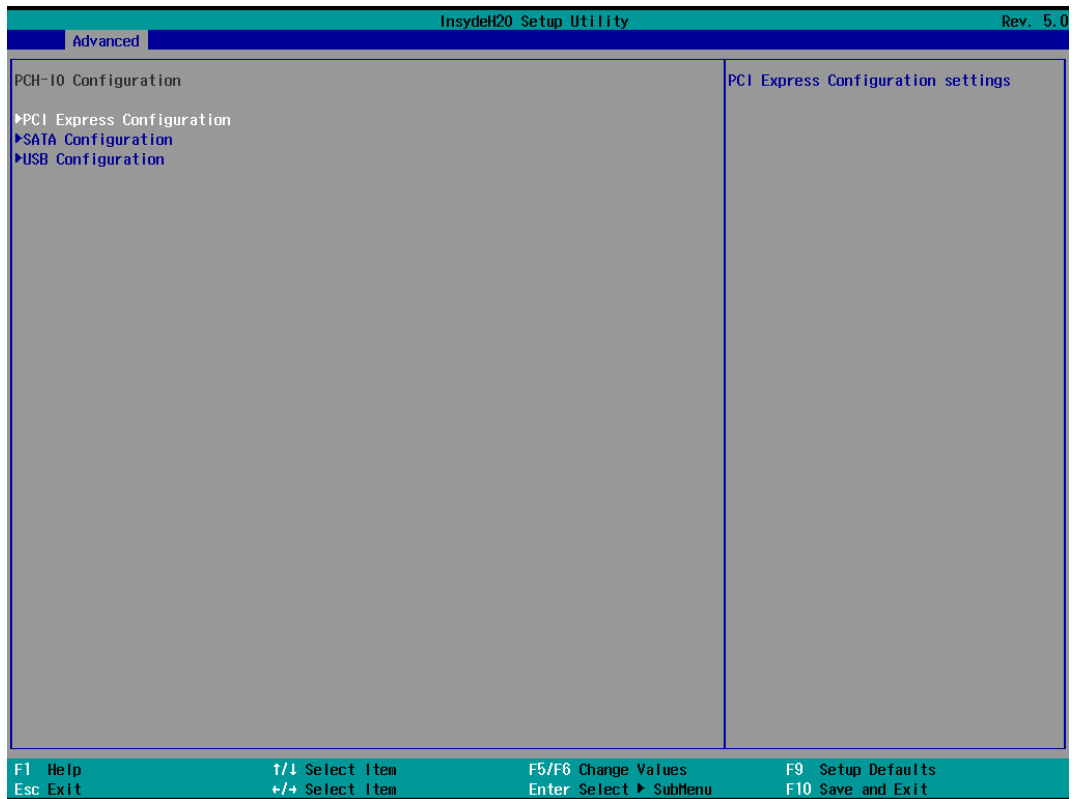 InsydeH20 Setup Utility Rev. 5.0
Advanced
PCH-IO Configuration
PCI Express Configuration settings
▶PCI Express Configuration
▶SATA Configuration
▶USB Configuration
F1 Help ↑/↓ Select Item F5/F6 Change Values F9 Setup Defaults
Esc Exit ←/→ Select Item Enter Select ▶ SubMenu F10 Save and Exit